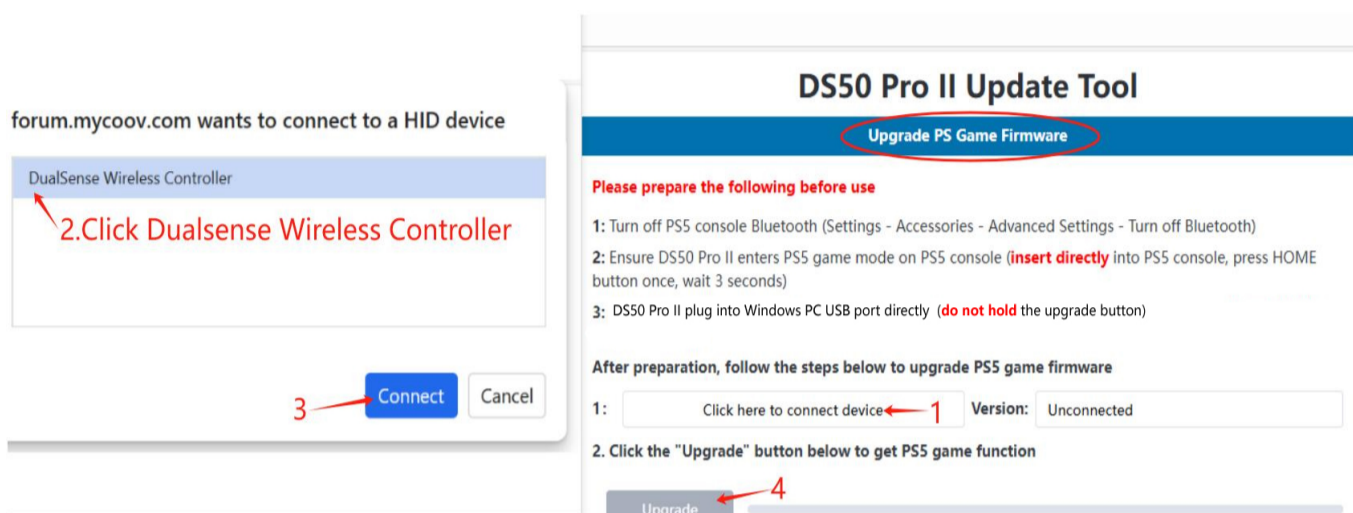 forum.mycoov.com wants to connect to a HID device
DualSense Wireless Controller
2.Click Dualsense Wireless Controller
3
Connect
Cancel
DS50 Pro II Update Tool
Upgrade PS Game Firmware
Please prepare the following before use
1: Turn off PS5 console Bluetooth (Settings - Accessories - Advanced Settings - Turn off Bluetooth)
2: Ensure DS50 Pro II enters PS5 game mode on PS5 console (insert directly into PS5 console, press HOME
button once, wait 3 seconds)
3: DS50 Pro II plug into Windows PC USB port directly (do not hold the upgrade button)
After preparation, follow the steps below to upgrade PS5 game firmware
1: Click here to connect device 1 Version: Unconnected
2. Click the "Upgrade" button below to get PS5 game function
Upgrade 4